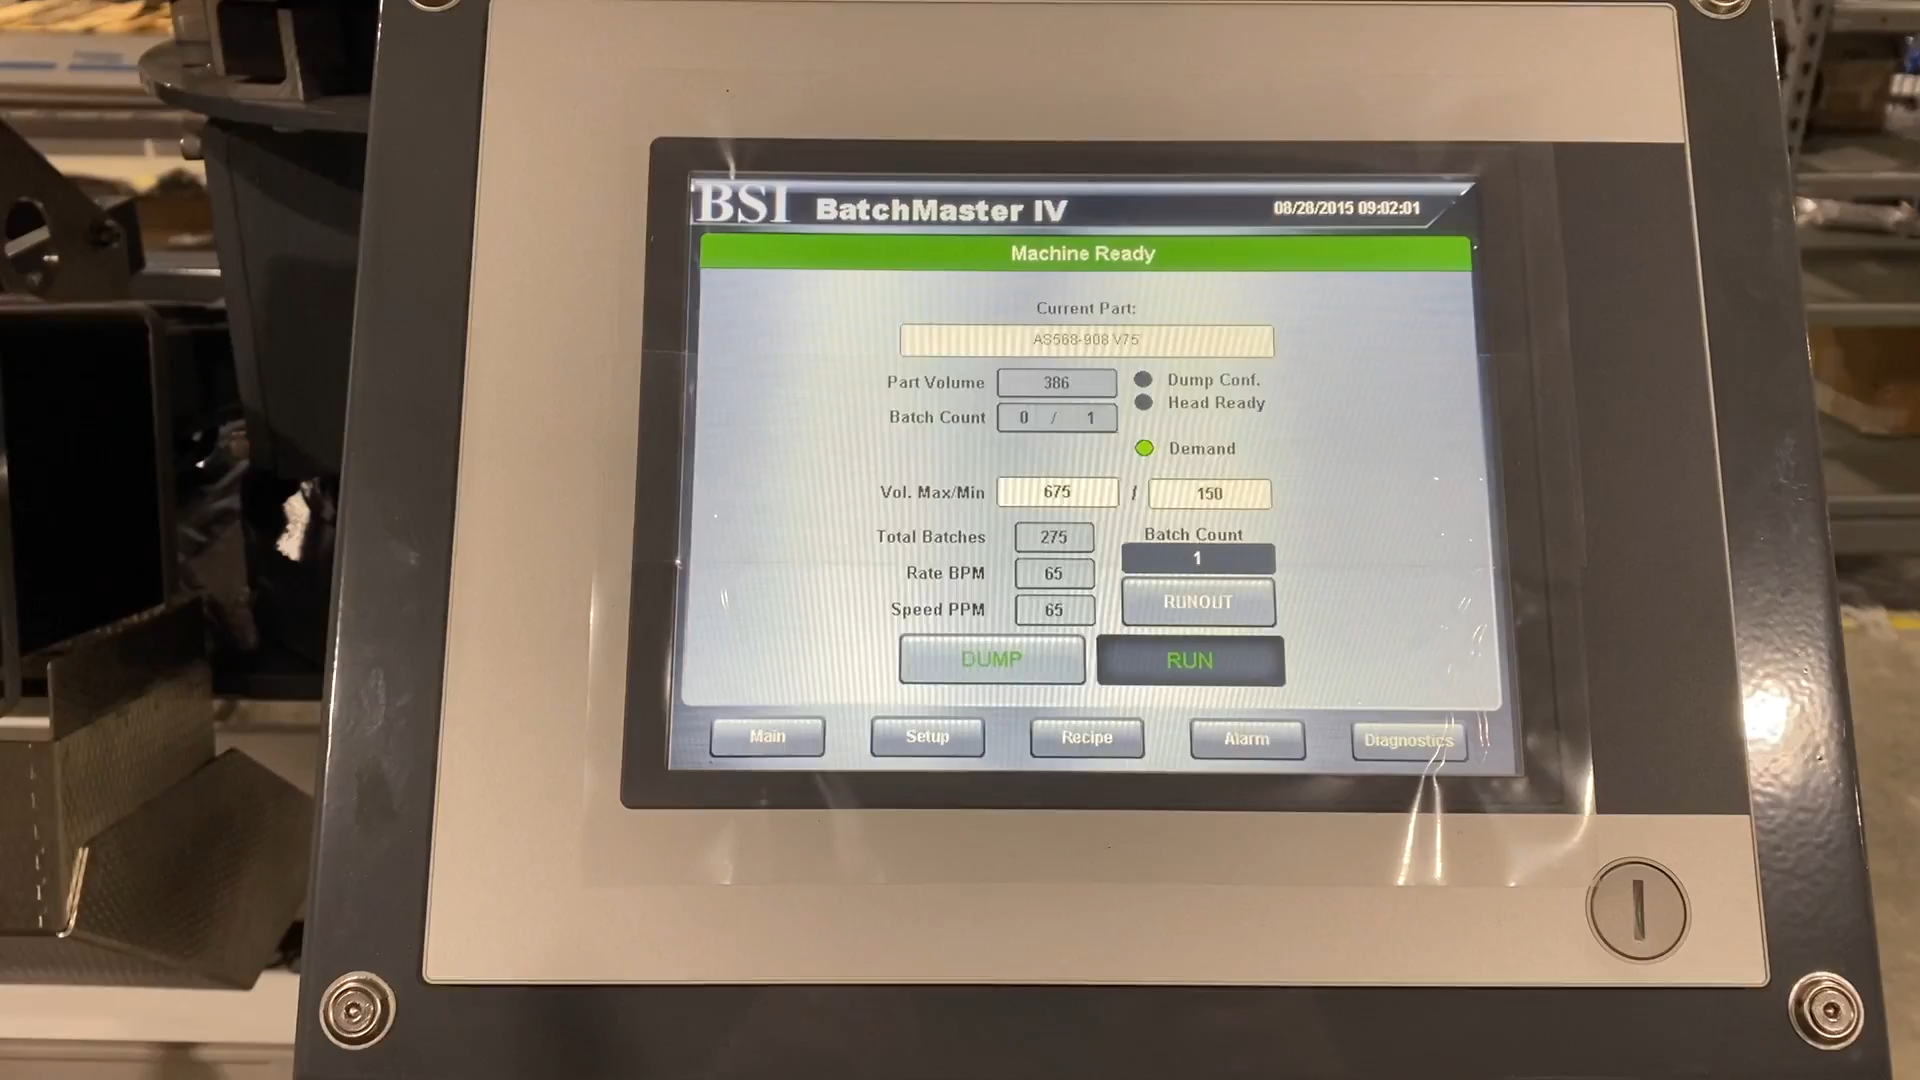 BSI BatchMaster IV 08/28/2015 09:02:01
Machine Ready
Current Part:
AS568-908 V75
Part Volume 386 Dump Conf.
Head Ready
Batch Count 0 / 1
Demand
Vol. Max/Min 675 / 150
Total Batches 275 Batch Count
1
Rate BPM 65
RUNOUT
Speed PPM 65
DUMP RUN
Main Setup Recipe Alarm Diagnostics